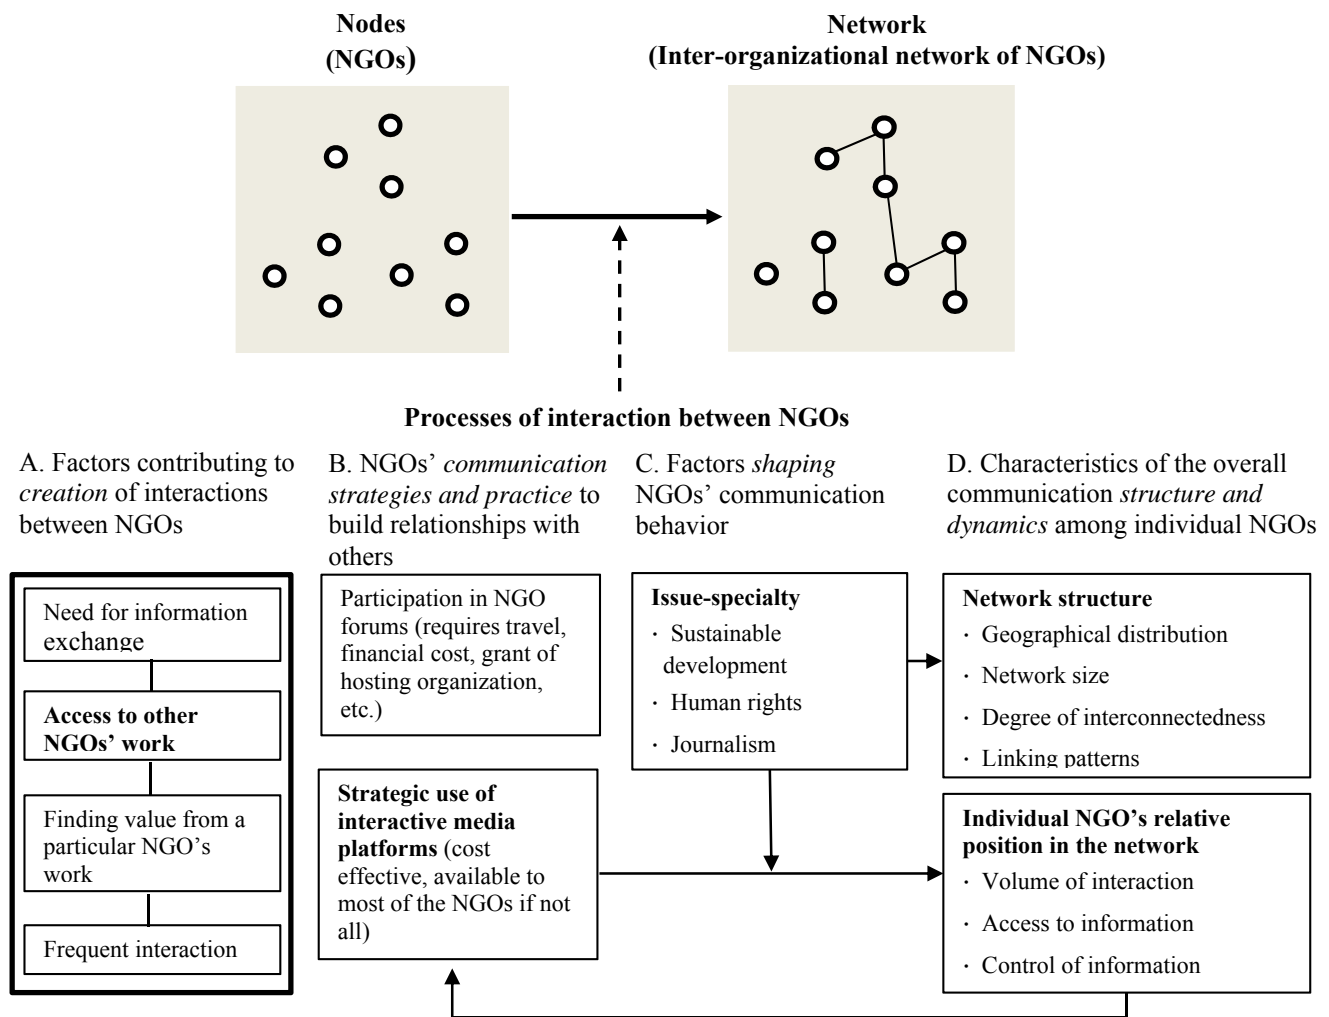 Nodes
(NGOs)
Network
(Inter-organizational network of NGOs)
Processes of interaction between NGOs
A. Factors contributing to
creation of interactions
between NGOs
Need for information
exchange
Access to other
NGOs' work
Finding value from a
particular NGO's
work
Frequent interaction
B. NGOs' communication
strategies and practice to
build relationships with
others
Participation in NGO
forums (requires travel,
financial cost, grant of
hosting organization,
etc.)
Strategic use of
interactive media
platforms (cost
effective, available to
most of the NGOs if not
all)
C. Factors shaping
NGOs' communication
behavior
Issue-specialty
· Sustainable
development
· Human rights
· Journalism
D. Characteristics of the overall
communication structure and
dynamics among individual NGOs
Network structure
· Geographical distribution
· Network size
· Degree of interconnectedness
· Linking patterns
Individual NGO's relative
position in the network
· Volume of interaction
· Access to information
· Control of information